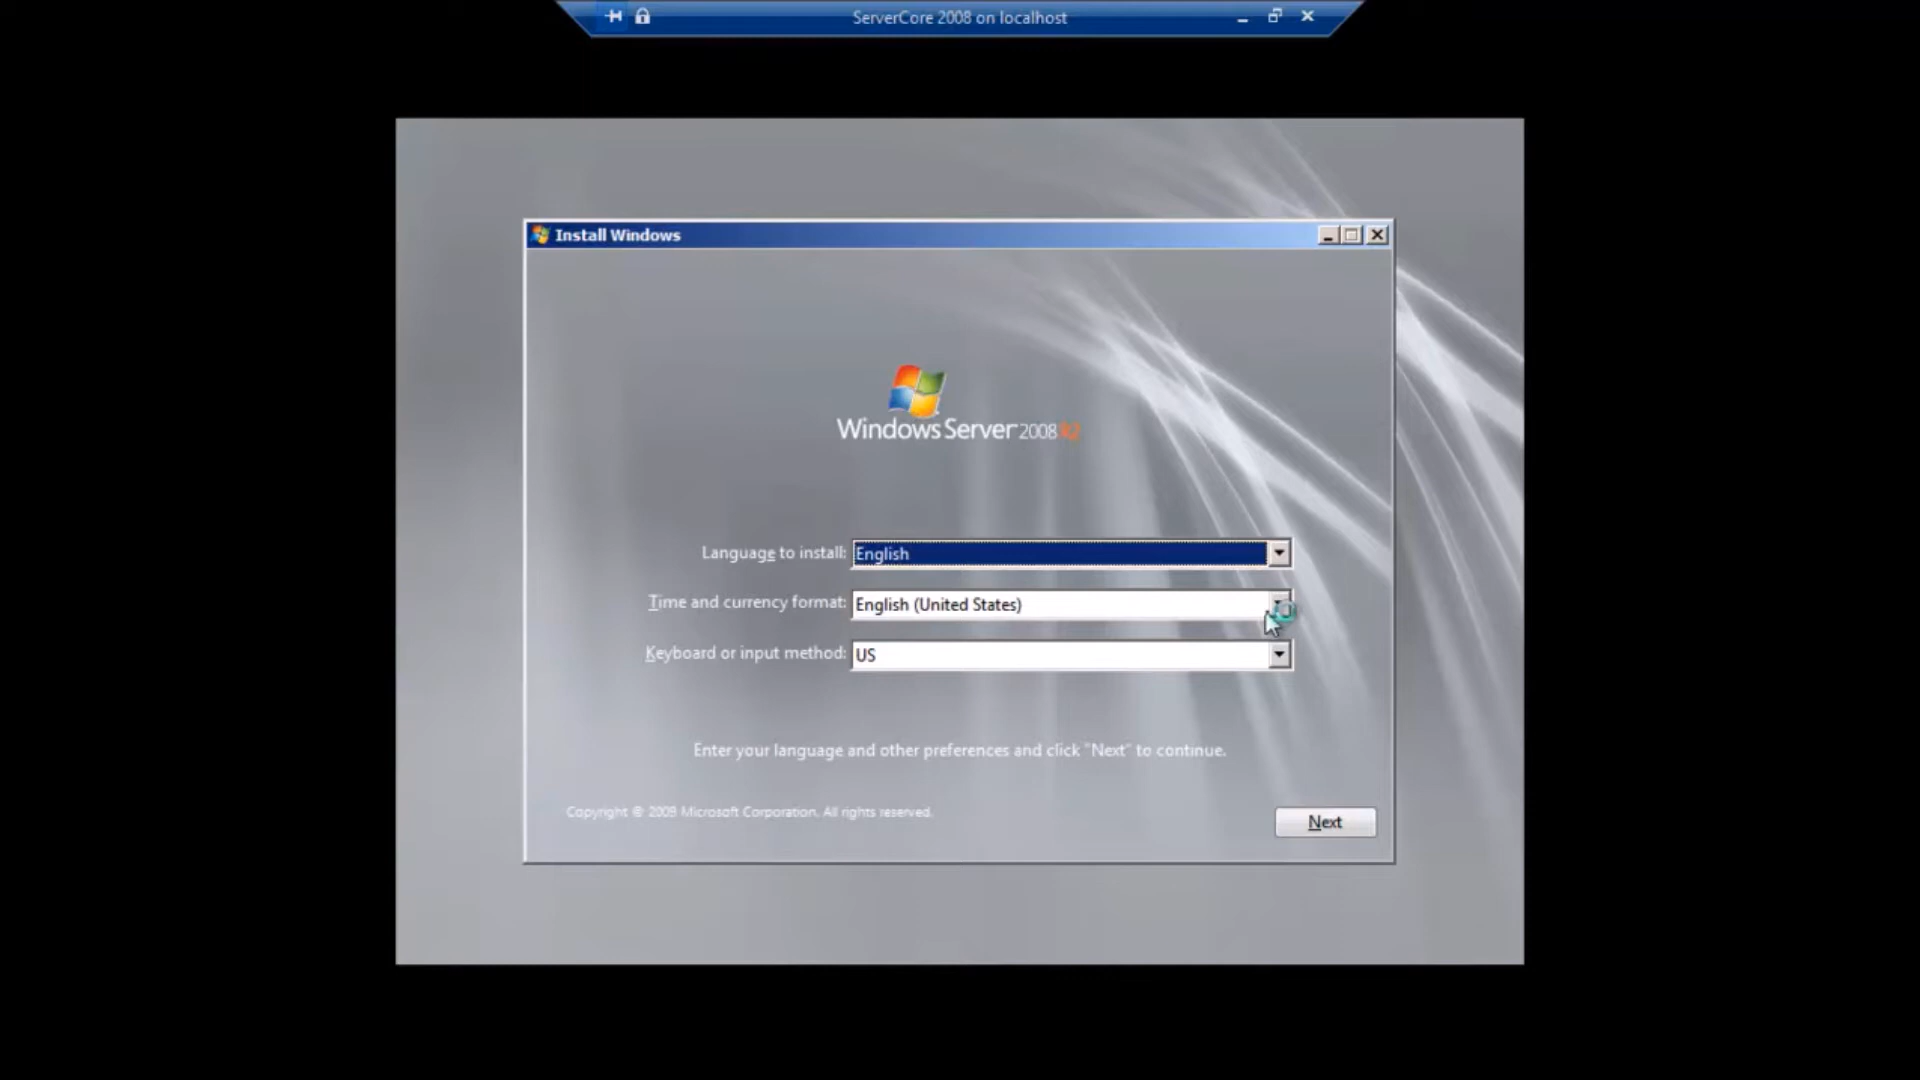 ServerCore 2008 on localhost
Install Windows
Windows Server 2008 R2
Language to install: English
Time and currency format: English (United States)
Keyboard or input method: US
Enter your language and other preferences and click "Next" to continue.
Copyright © 2009 Microsoft Corporation. All rights reserved.
Next